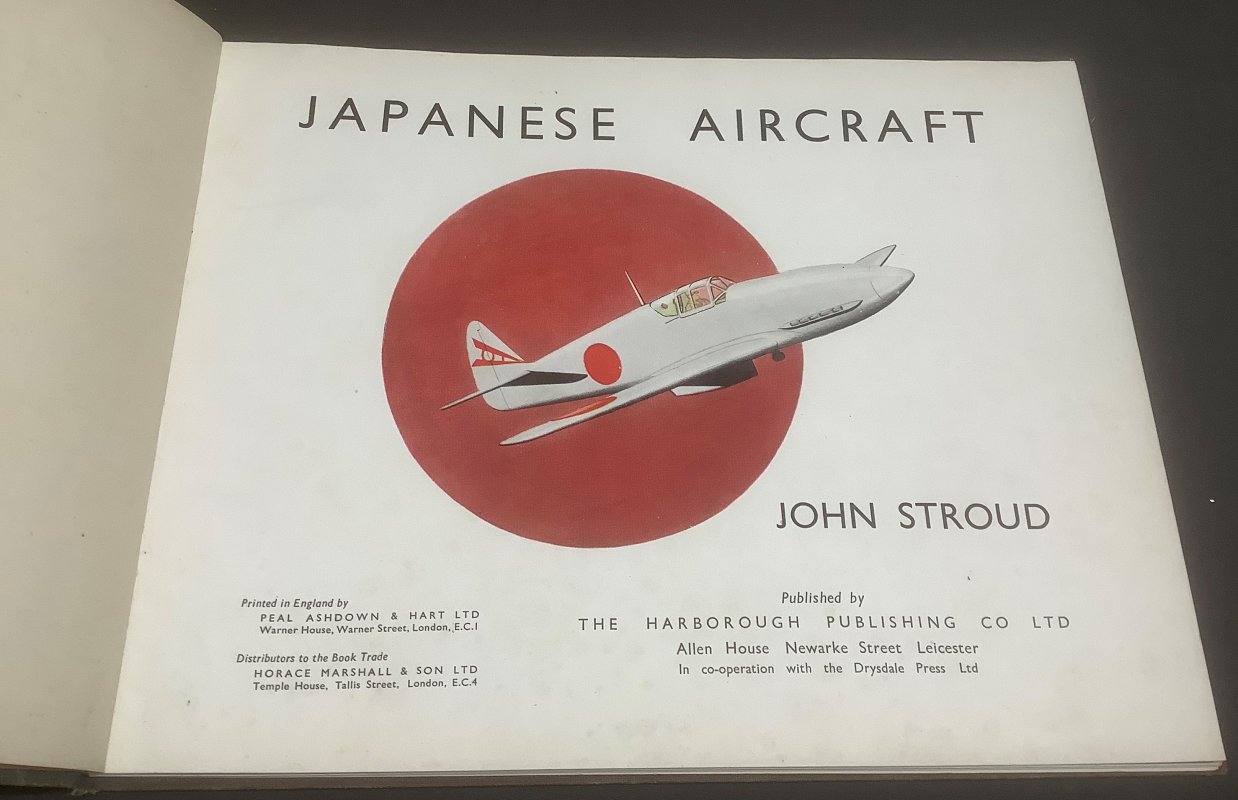 JAPANESE AIRCRAFT
JOHN STROUD
Printed in England by
PEAL ASHDOWN & HART LTD
Warner House, Warner Street, London, E.C.1
Distributors to the Book Trade
HORACE MARSHALL & SON LTD
Temple House, Tallis Street, London, E.C.4
Published by
THE HARBOROUGH PUBLISHING CO LTD
Allen House Newarke Street Leicester
In co-operation with the Drysdale Press Ltd